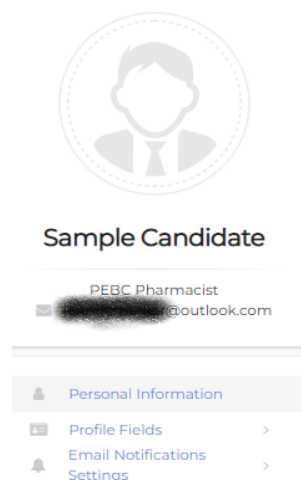 Sample Candidate
PEBC Pharmacist
@outlook.com
Personal Information
Profile Fields
Email Notifications
Settings